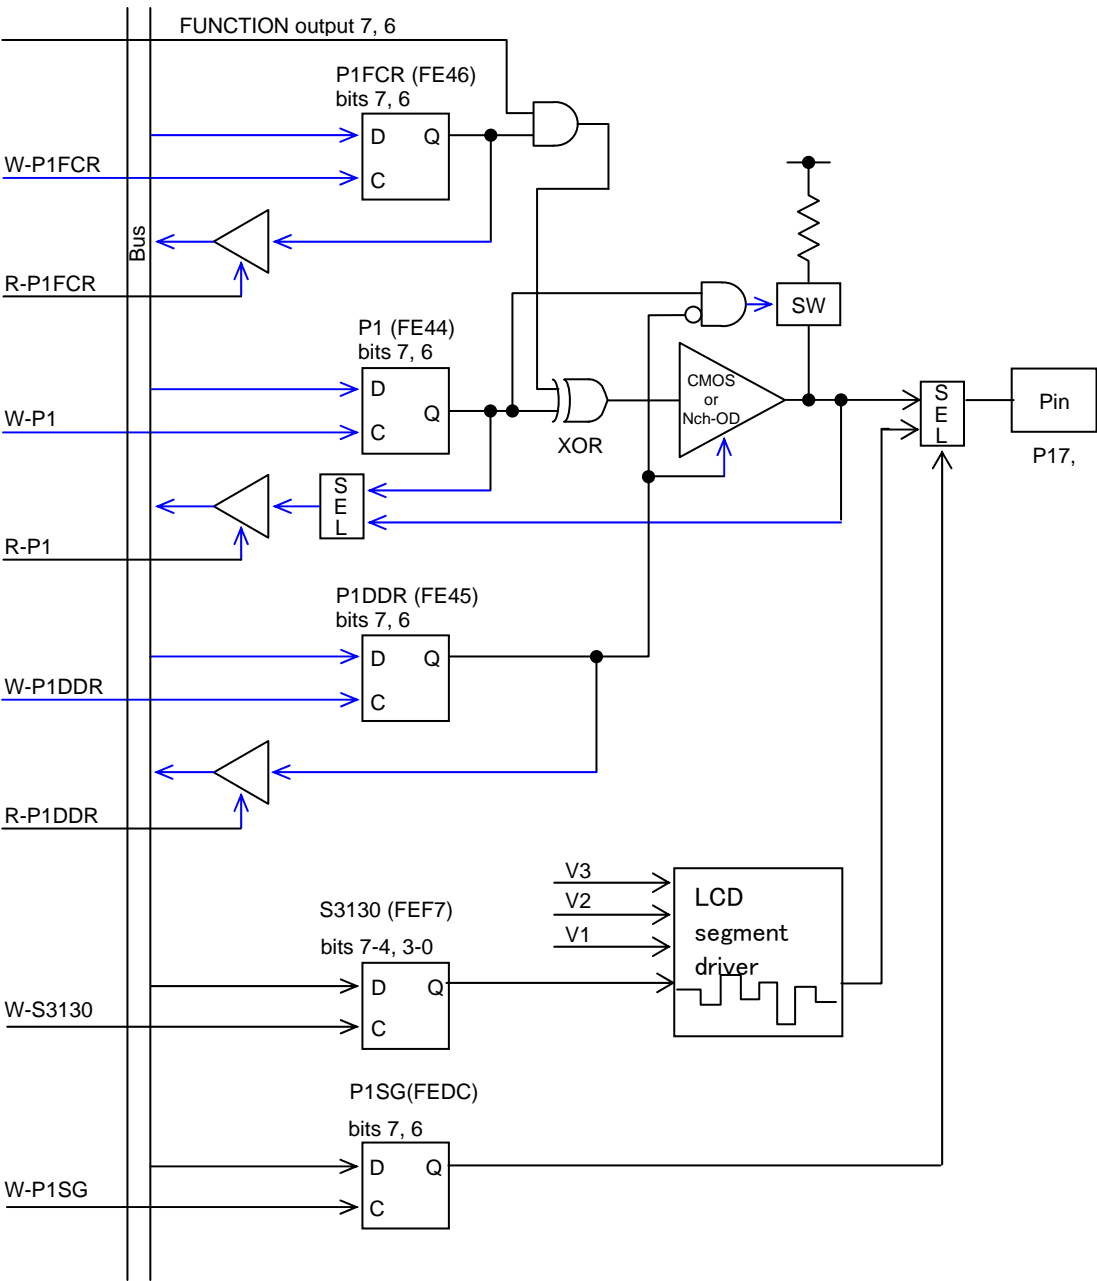 FUNCTION output 7, 6
P1FCR (FE46)
bits 7, 6
D
Q
W-P1FCR
C
Bus
R-P1FCR
SW
P1 (FE44)
bits 7, 6
D
Q
CMOS
or
Nch-OD
S
E
L
Pin
W-P1
C
XOR
P17,
S
E
L
R-P1
P1DDR (FE45)
bits 7, 6
D
Q
W-P1DDR
C
R-P1DDR
V3
V2
V1
LCD
segment
driver
S3130 (FEF7)
bits 7-4, 3-0
D
Q
W-S3130
C
P1SG(FEDC)
bits 7, 6
D
Q
W-P1SG
C